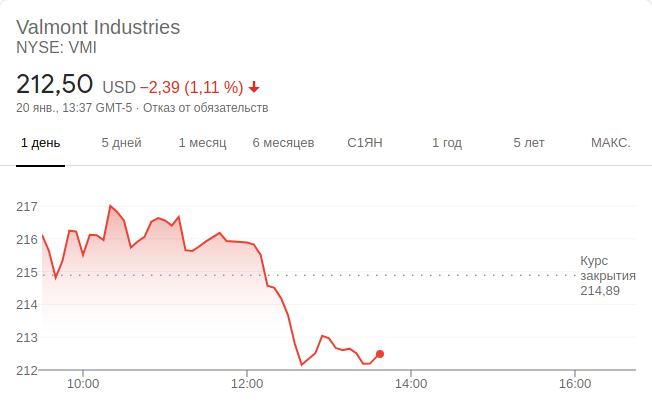 Valmont Industries
NYSE: VMI
212,50 USD −2,39 (1,11 %)
20 янв., 13:37 GMT-5 · Отказ от обязательств
1 день 5 дней 1 месяц 6 месяцев С1ЯН 1 год 5 лет МАКС.
217
216
215
214
213
212
Курс
закрытия
214,89
10:00 12:00 14:00 16:00